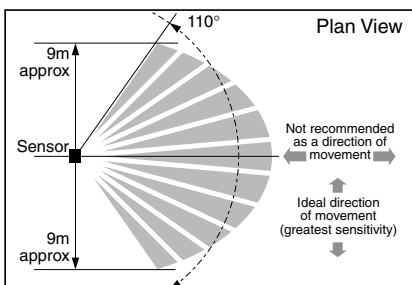 110°
Plan View
9m
approx
Sensor
Not recommended
as a direction of
movement
Ideal direction
of movement
(greatest sensitivity)
9m
approx